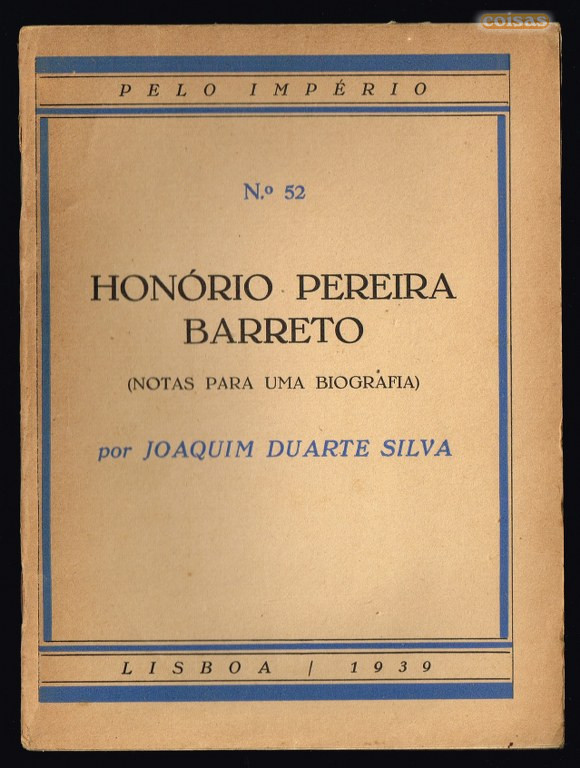 coisas
PELO IMPÉRIO
N.º 52
HONÓRIO PEREIRA
BARRETO
(NOTAS PARA UMA BIOGRAFIA)
por JOAQUIM DUARTE SILVA
LISBOA / 1939